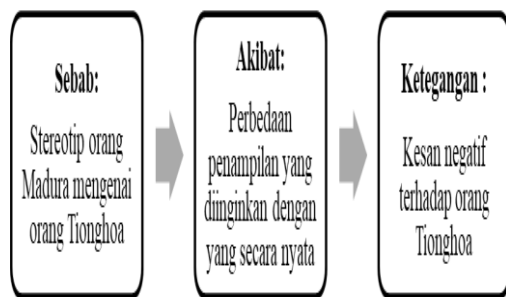 Sebab:
Stereotip orang
Madura mengenai
orang Tionghoa
Akibat:
Perbedaan
penampilan yang
diinginkan dengan
yang secara nyata
Ketegangan :
Kesan negatif
terhadap orang
Tionghoa